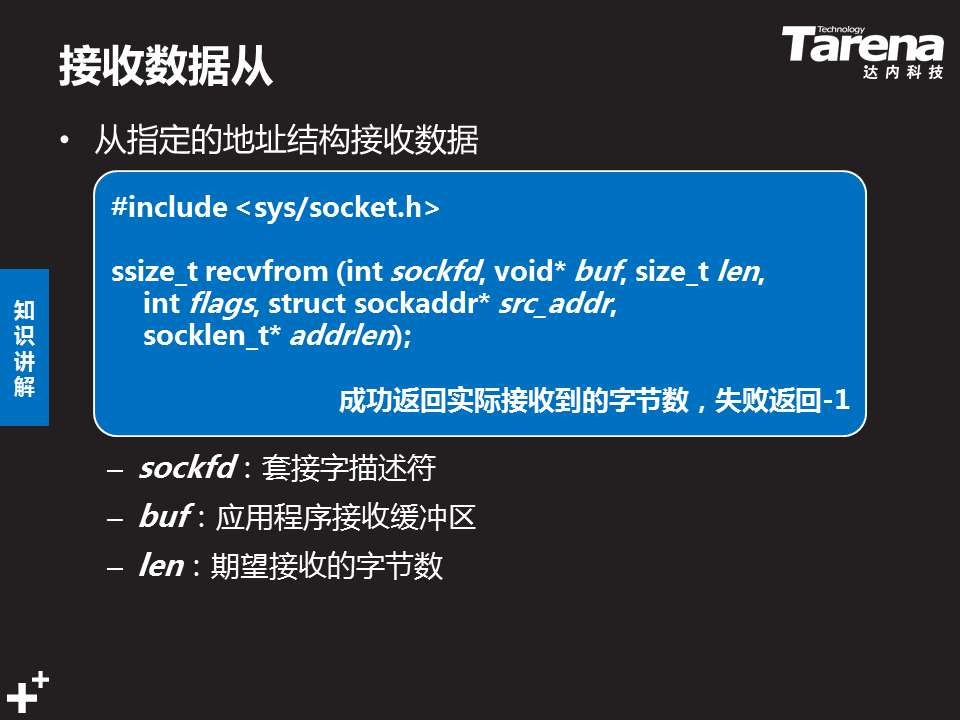 接收数据从
Technology
Tarena
达内科技
• 从指定的地址结构接收数据
#include <sys/socket.h>
ssize_t recvfrom (int sockfd, void* buf, size_t len,
int flags, struct sockaddr* src_addr,
socklen_t* addrlen);
成功返回实际接收到的字节数，失败返回-1
知
识
讲
解
– sockfd：套接字描述符
– buf：应用程序接收缓冲区
– len：期望接收的字节数